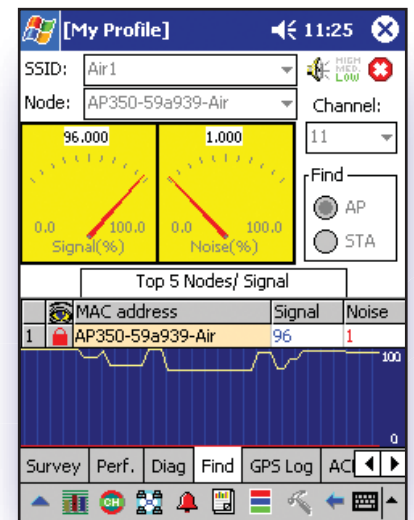 [My Profile] 11:25
SSID: Air1 HIGH MED. LOW
Node: AP350-59a939-Air Channel:
96.000 1.000 11
Find
AP
0.0 100.0 0.0 100.0
Signal(%) Noise(%) STA
Top 5 Nodes/ Signal
MAC address Signal Noise
1 AP350-59a939-Air 96 1
100
0
Survey Perf. Diag Find GPS Log
CH